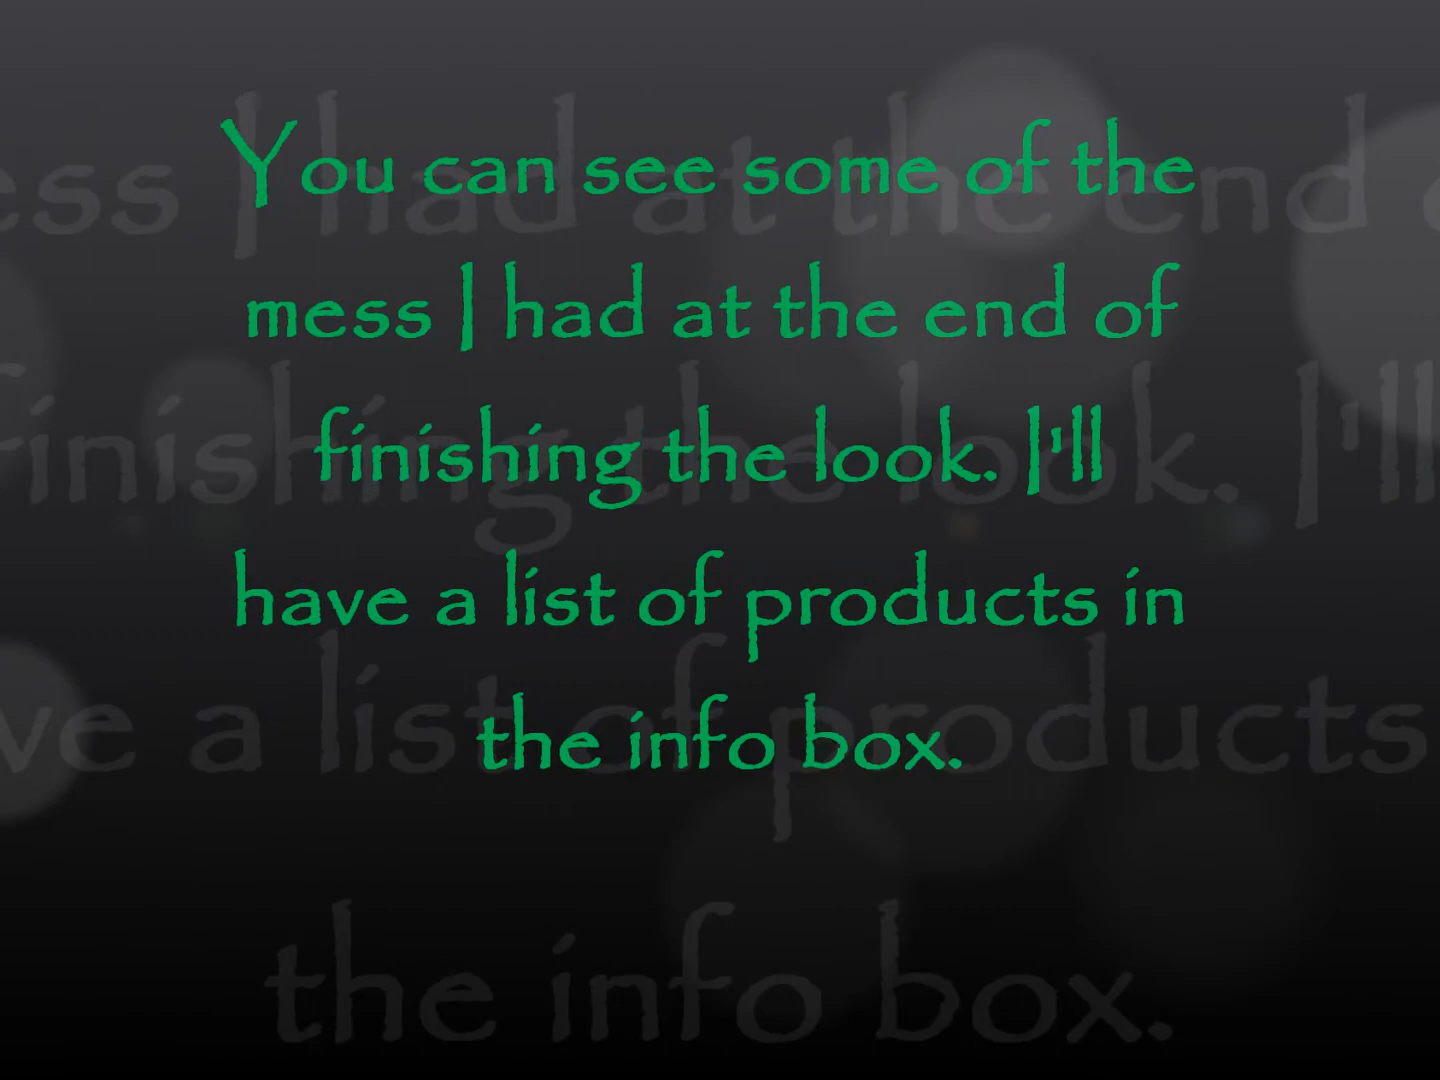 You can see some of the
mess I had at the end of
finishing the look. I'll
have a list of products in
the info box.